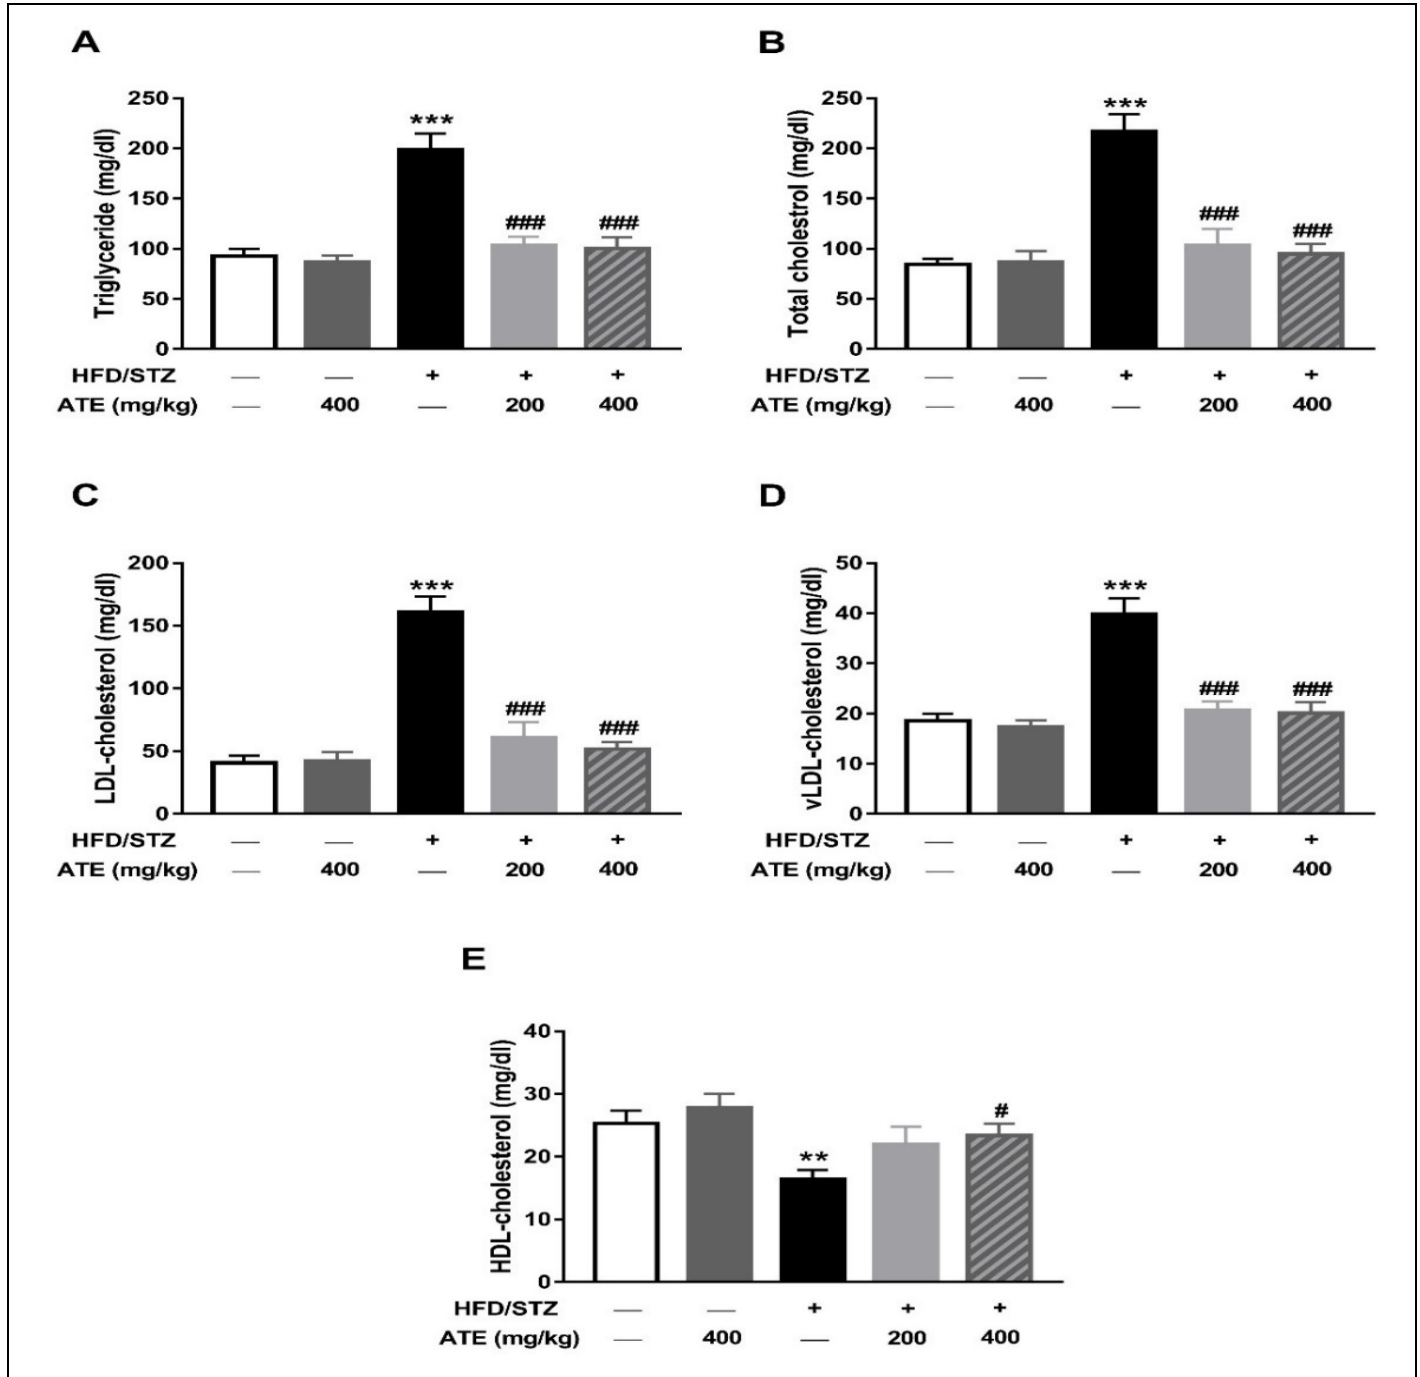 A
Triglyceride (mg/dl)
250
200
150
100
50
0
***
###
###
HFD/STZ — — + + +
ATE (mg/kg) — 400 — 200 400
B
Total cholestrol (mg/dl)
250
200
150
100
50
0
***
###
###
HFD/STZ — — + + +
ATE (mg/kg) — 400 — 200 400
C
LDL-cholesterol (mg/dl)
200
150
100
50
0
***
###
###
HFD/STZ — — + + +
ATE (mg/kg) — 400 — 200 400
D
vLDL-cholesterol (mg/dl)
50
40
30
20
10
0
***
###
###
HFD/STZ — — + + +
ATE (mg/kg) — 400 — 200 400
E
HDL-cholesterol (mg/dl)
40
30
20
10
0
**
#
HFD/STZ — — + + +
ATE (mg/kg) — 400 — 200 400